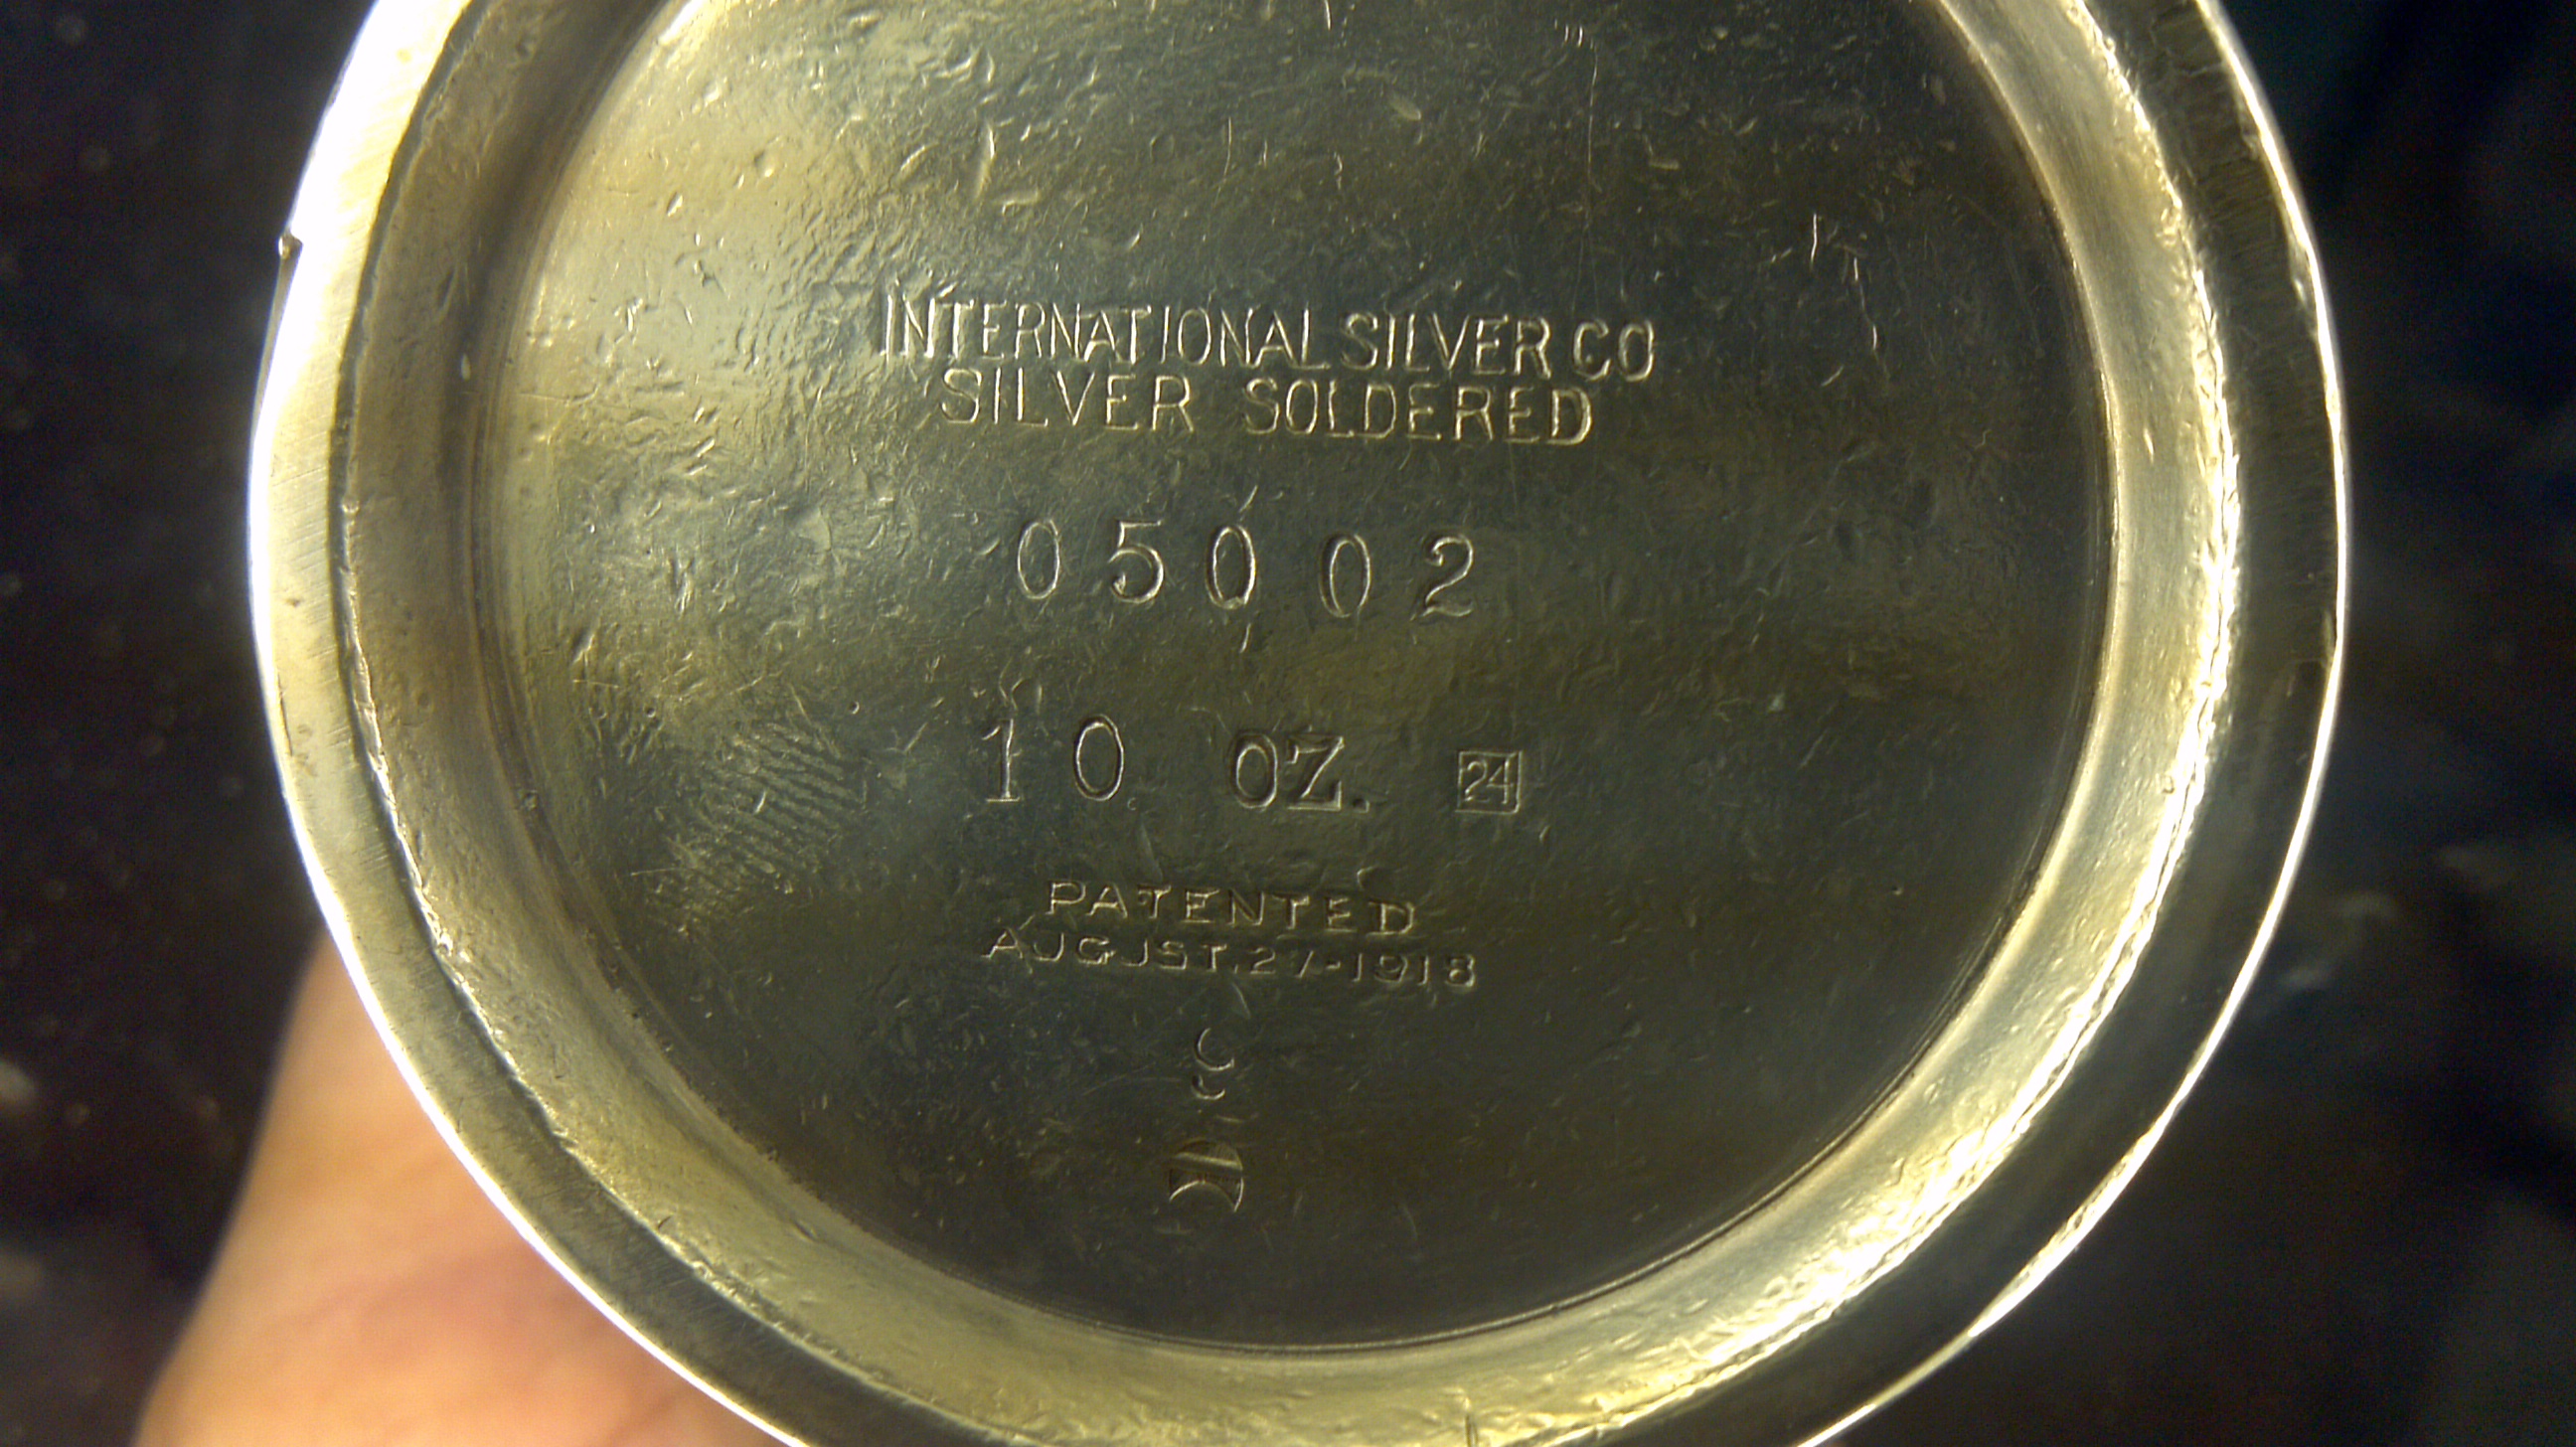 INTERNATIONAL SILVER CO
SILVER SOLDERED
05002
10 OZ. 24
PATENTED
AUGUST.27-1918